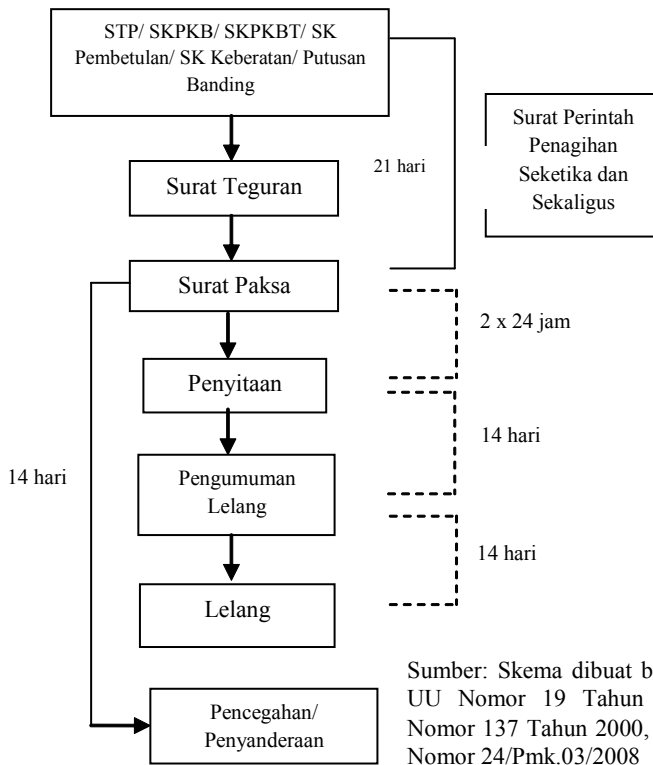 STP/ SKPKB/ SKPKBT/ SK
Pembetulan/ SK Keberatan/ Putusan
Banding
Surat Perintah
Penagihan
Seketika dan
Sekaligus
21 hari
Surat Teguran
Surat Paksa
2 x 24 jam
Penyitaan
14 hari
14 hari
Pengumuman
Lelang
14 hari
Lelang
Sumber: Skema dibuat b
UU Nomor 19 Tahun
Nomor 137 Tahun 2000,
Nomor 24/Pmk.03/2008
Pencegahan/
Penyanderaan